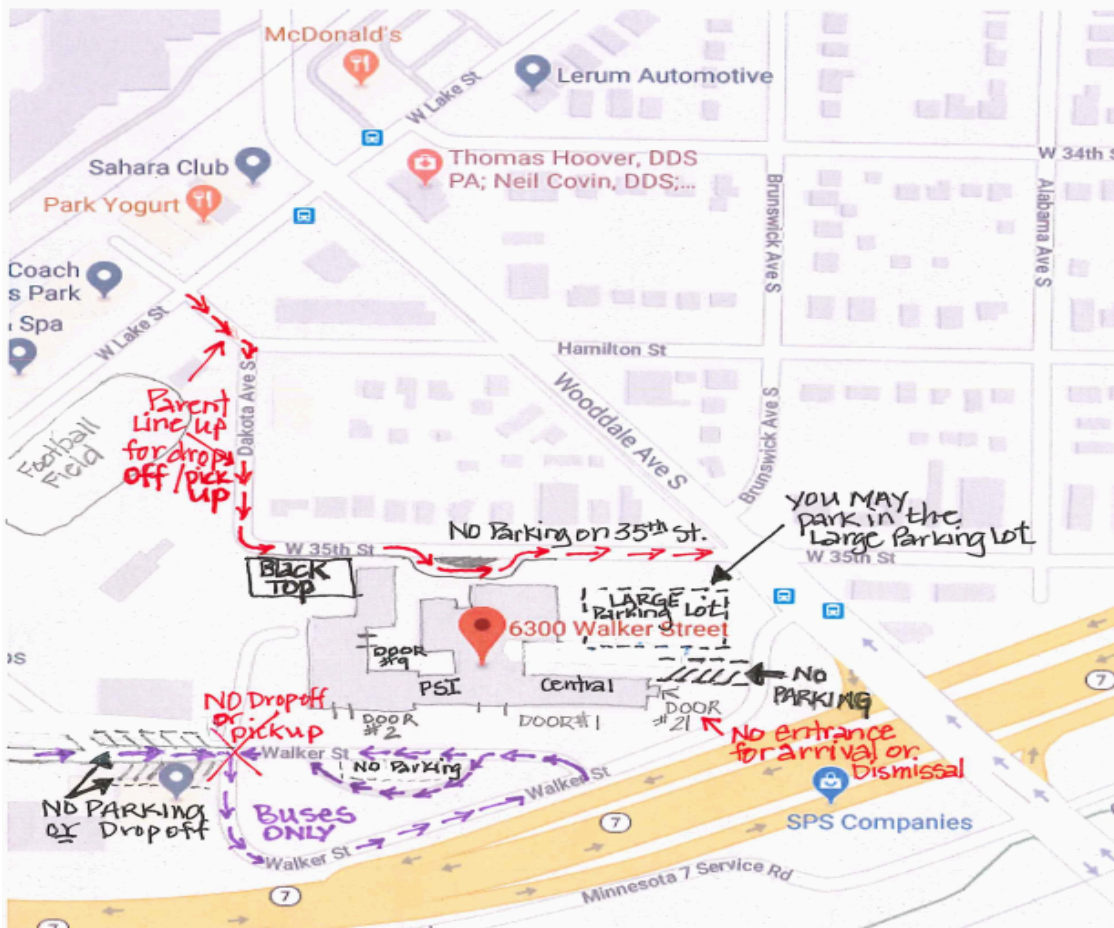 McDonald's
W Lake St
Lerum Automotive
Sahara Club
Thomas Hoover, DDS
PA; Neil Covin, DDS;...
W 34th S
Park Yogurt
Brunswick Ave S
Alabama Ave S
Coach
s Park
Spa
W Lake St
Hamilton St
Wooddale Ave S
Dakota Ave S
Parent
Line up
for drop
off/pick
up
Football
Field
Brunswick Ave S
YOU MAY
park in the
Large Parking Lot
NO Parking on 35th St.
W 35th St
W 35th St
Black
Top
LARGE
Parking Lot
6300 Walker Street
DOOR
#9
PSI
Central
NO
PARKING
7
NO Dropoff
or
pickup
DOOR
#2
DOOR#1
DOOR
#21
No entrance
for arrival or
Dismissal
Walker St
NO Parking
Walker St
NO PARKING
or Dropoff
BUSES
ONLY
Walker St
SPS Companies
7
Minnesota 7 Service Rd
7
7